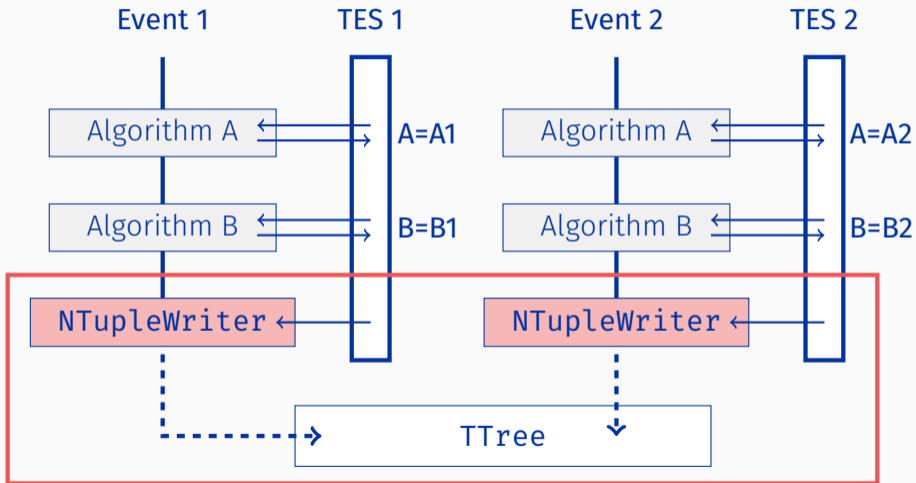 Event 1
TES 1
Event 2
TES 2
Algorithm A
A=A1
Algorithm A
A=A2
Algorithm B
B=B1
Algorithm B
B=B2
NTupleWriter
NTupleWriter
TTree